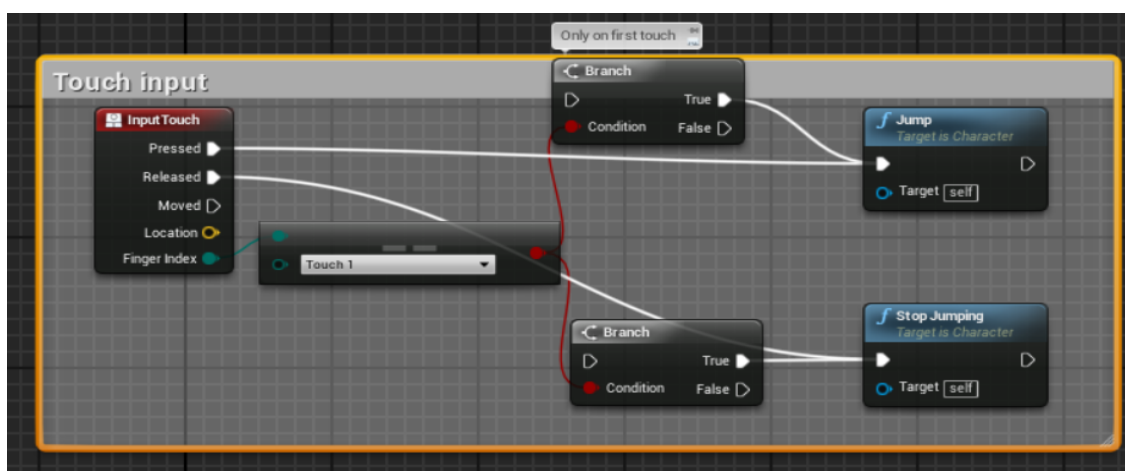 Only on first touch
Touch input
Branch
True
Condition
False
InputTouch
Pressed
Released
Moved
Location
Finger Index
Touch 1
Jump
Target is Character
Target self
Branch
True
Condition
False
Stop Jumping
Target is Character
Target self